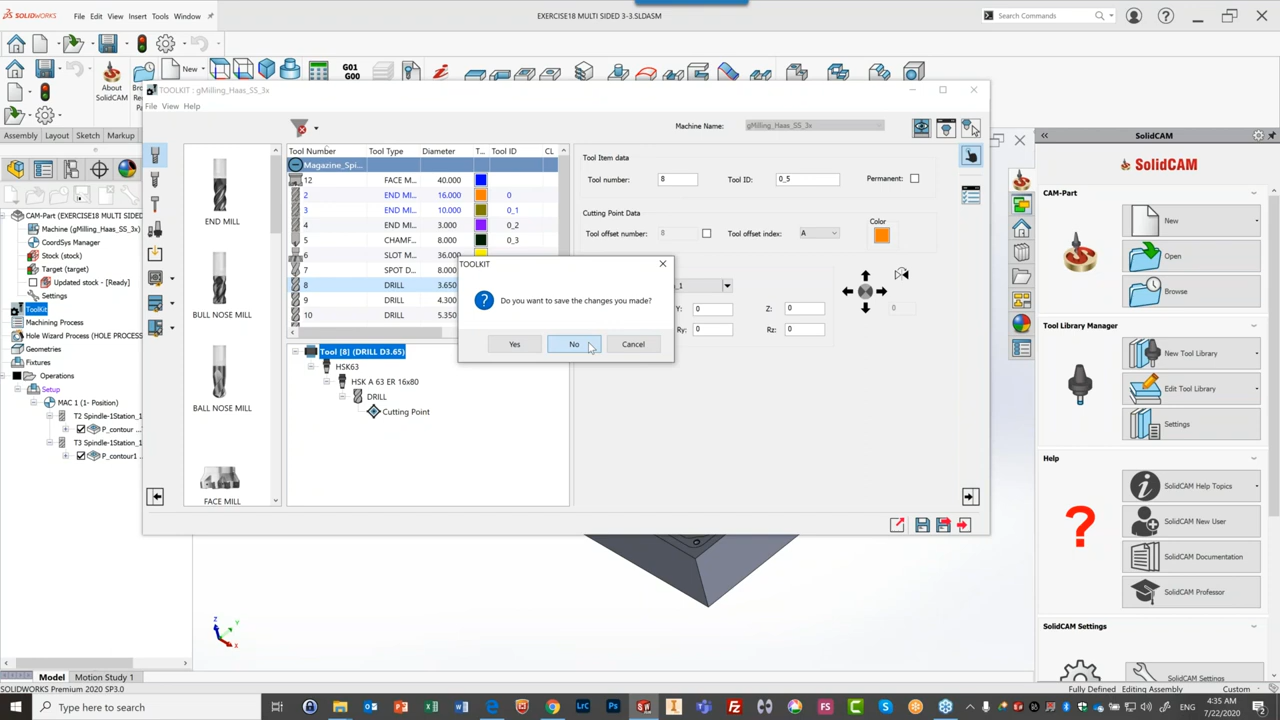 SOLIDWORKS File Edit View Insert Tools Window EXERCISE18 MULTI SIDED 3-3.SLDASM Search Commands
New
G01
G00
About
SolidCAM
Assembly Layout Sketch Markup
CAM-Part (EXERCISE18 MULTI SIDED
Machine (gMilling_Haas_SS_3x)
CoordSys Manager
Stock (stock)
Target (target)
Updated stock - [Ready]
Settings
ToolKit
Machining Process
Hole Wizard Process (HOLE PROCESS
Geometries
Fixtures
Operations
Setup
MAC 1 (1- Position)
T2 Spindle-1Station_1
P_contour ...
T3 Spindle-1Station_1
P_contour1
TOOLKIT : gMilling_Haas_SS_3x
File View Help
END MILL
BULL NOSE MILL
BALL NOSE MILL
FACE MILL
Tool Number Tool Type Diameter T... Tool ID CL
Magazine_Spi...
12 FACE M... 40.000
2 END MI... 16.000 0
3 END MI... 10.000 0_1
4 END MI... 3.000 0_2
5 CHAMF... 8.000 0_3
6 SLOT M... 36.000
7 SPOT D... 8.000
8 DRILL 3.650
9 DRILL 4.300
10 DRILL 5.350
Tool [8] (DRILL D3.65)
HSK63
HSK A 63 ER 16x80
DRILL
Cutting Point
Machine Name: gMilling_Haas_SS_3x
Tool Item data
Tool number: 8 Tool ID: 0_5 Permanent:
Cutting Point Data
Color
Tool offset number: 8 Tool offset index: A
_1
Y: 0 Z: 0 0
Ry: 0 Rz: 0
TOOLKIT
Do you want to save the changes you made?
Yes No Cancel
SolidCAM
SolidCAM
CAM-Part
New
Open
Browse
Tool Library Manager
New Tool Library
Edit Tool Library
Settings
Help
SolidCAM Help Topics
SolidCAM New User
SolidCAM Documentation
SolidCAM Professor
SolidCAM Settings
SolidCAM Settings
Z
Y
X
Model Motion Study 1
SOLIDWORKS Premium 2020 SP3.0 Fully Defined Editing Assembly Custom
Type here to search
LrC Ps FS
4:35 AM
7/22/2020